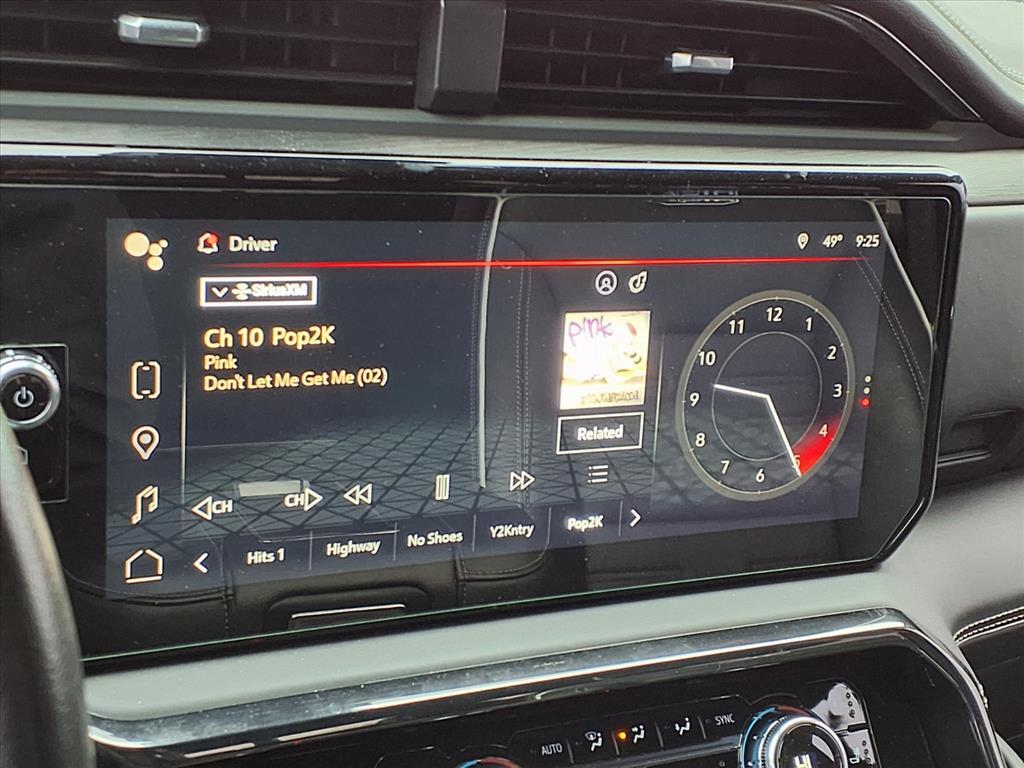 Driver
49° 9:25
SiriusXM
Ch 10 Pop2K
Pink
Don't Let Me Get Me (02)
P!nk
Related
12
1
2
3
4
5
6
7
8
9
10
11
CH
CH
Hits 1
Highway
No Shoes
Y2Kntry
Pop2K
AUTO
SYNC